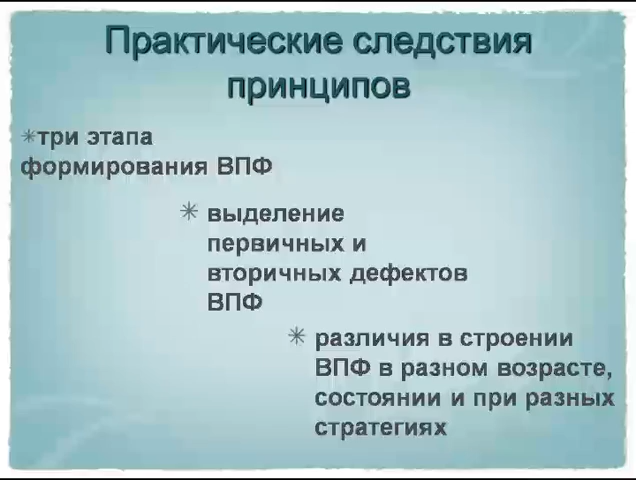 Практические следствия
принципов
✳три этапа
формирования ВПФ
✳ выделение
первичных и
вторичных дефектов
ВПФ
✳ различия в строении
ВПФ в разном возрасте,
состоянии и при разных
стратегиях